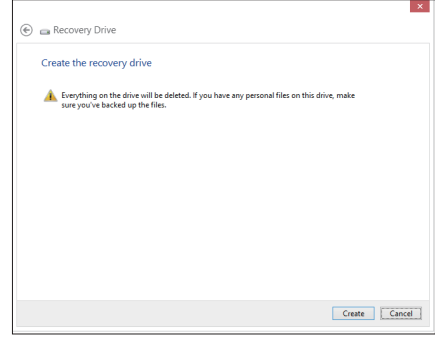 Recovery Drive
Create the recovery drive
Everything on the drive will be deleted. If you have any personal files on this drive, make
sure you've backed up the files.
Create Cancel